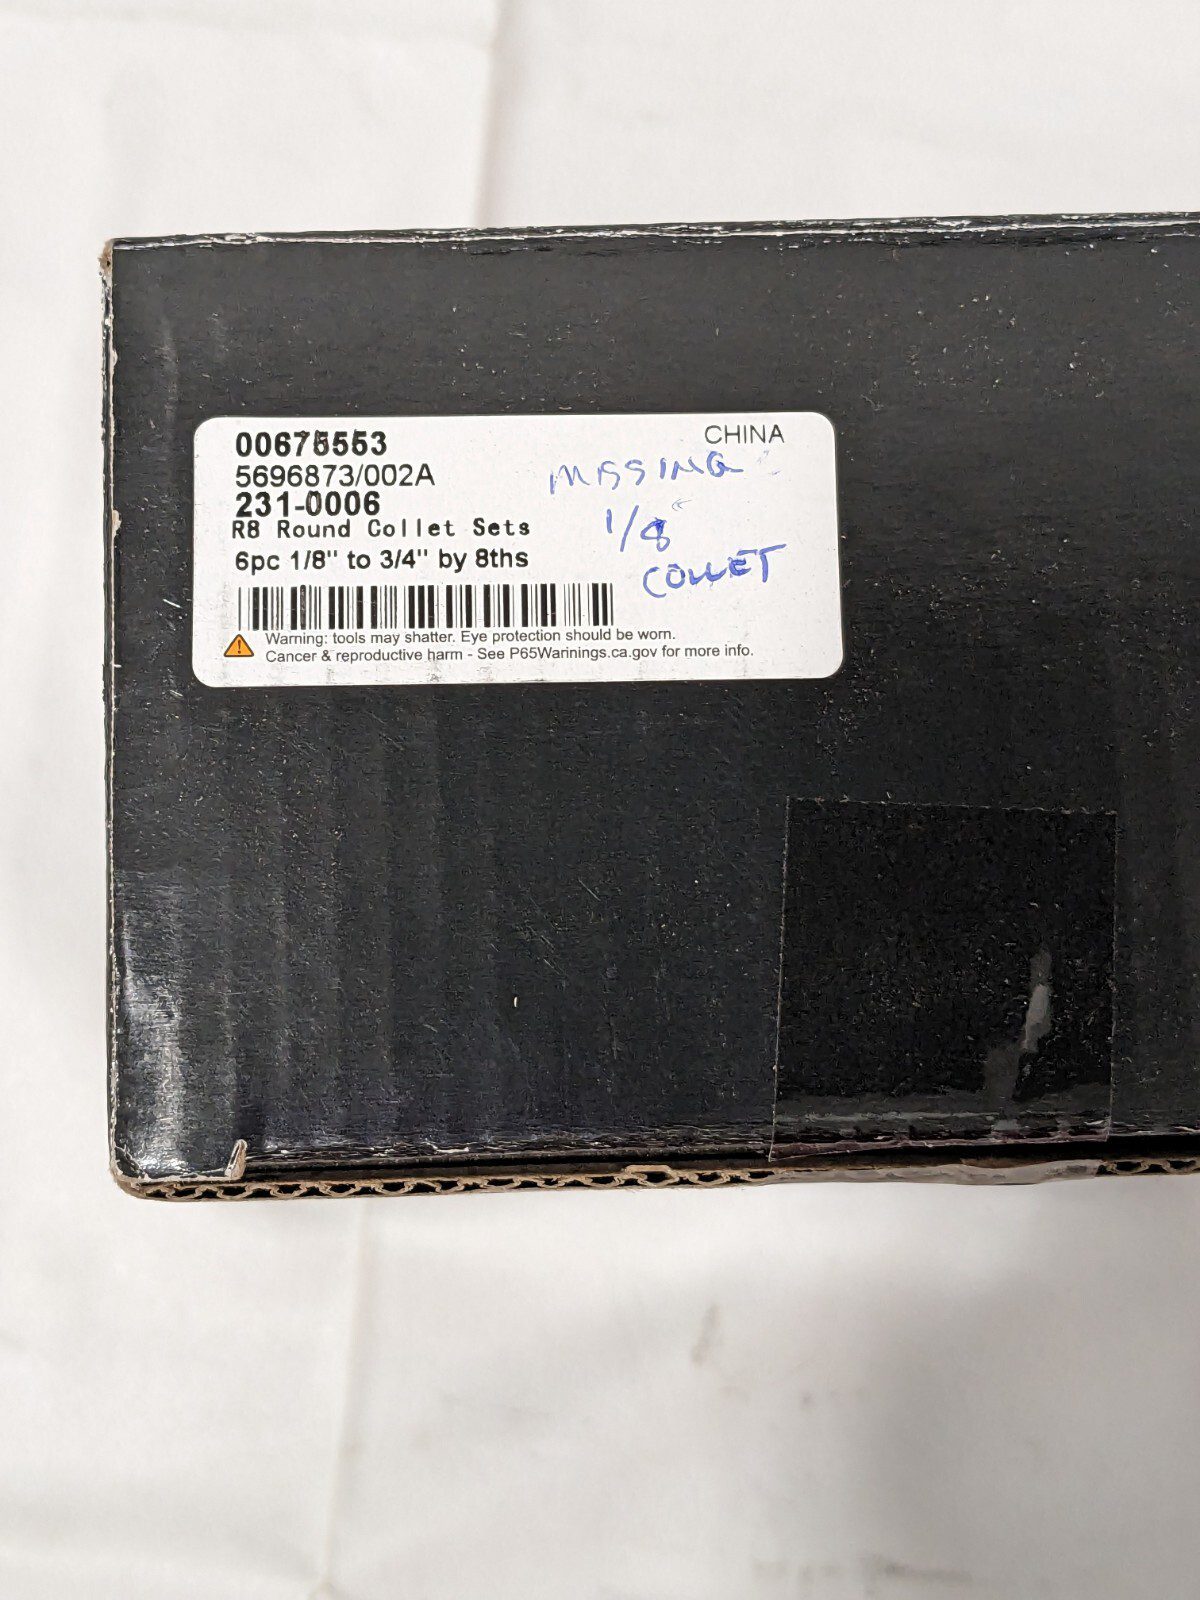 00675553
CHINA
5696873/002A
MISSING
231-0006
1/8"
R8 Round Collet Sets
6pc 1/8" to 3/4" by 8ths
COLLET
Warning: tools may shatter. Eye protection should be worn.
Cancer & reproductive harm - See P65Warinings.ca.gov for more info.